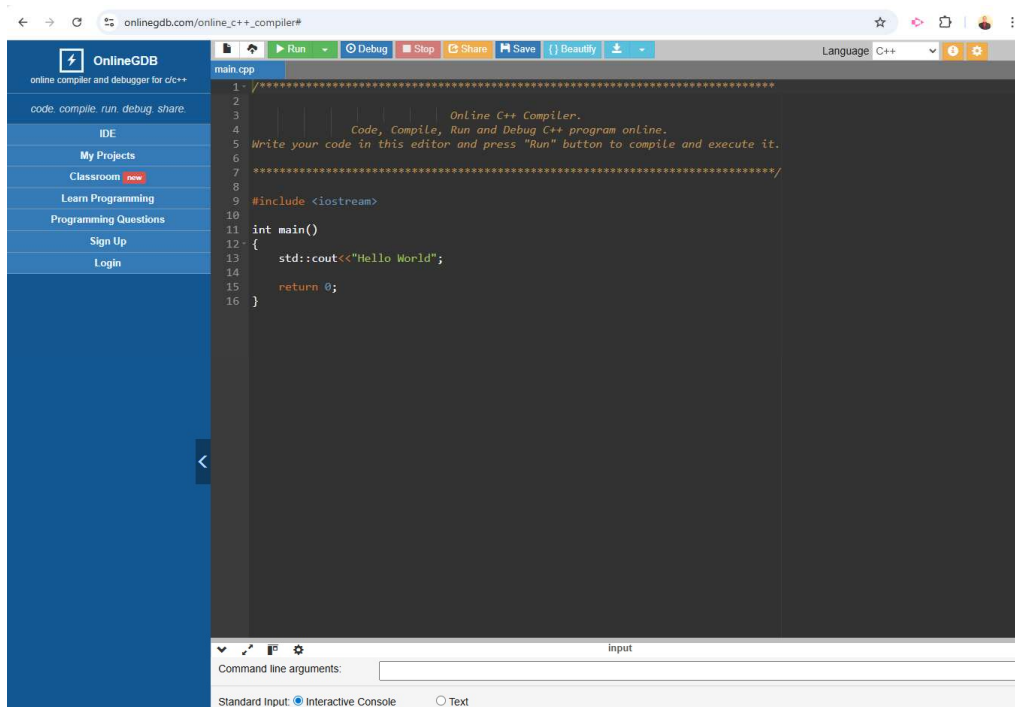 onlinegdb.com/online_c++_compiler#
OnlineGDB
online compiler and debugger for c/c++
code. compile. run. debug. share.
IDE
My Projects
Classroom new
Learn Programming
Programming Questions
Sign Up
Login
Run Debug Stop Share Save {} Beautify Language C++
main.cpp
1 /******************************************************************************
2
3 Online C++ Compiler.
4 Code, Compile, Run and Debug C++ program online.
5 Write your code in this editor and press "Run" button to compile and execute it.
6
7 *******************************************************************************/
8
9 #include <iostream>
10
11 int main()
12 {
13 std::cout<<"Hello World";
14
15 return 0;
16 }
input
Command line arguments:
Standard Input: Interactive Console Text